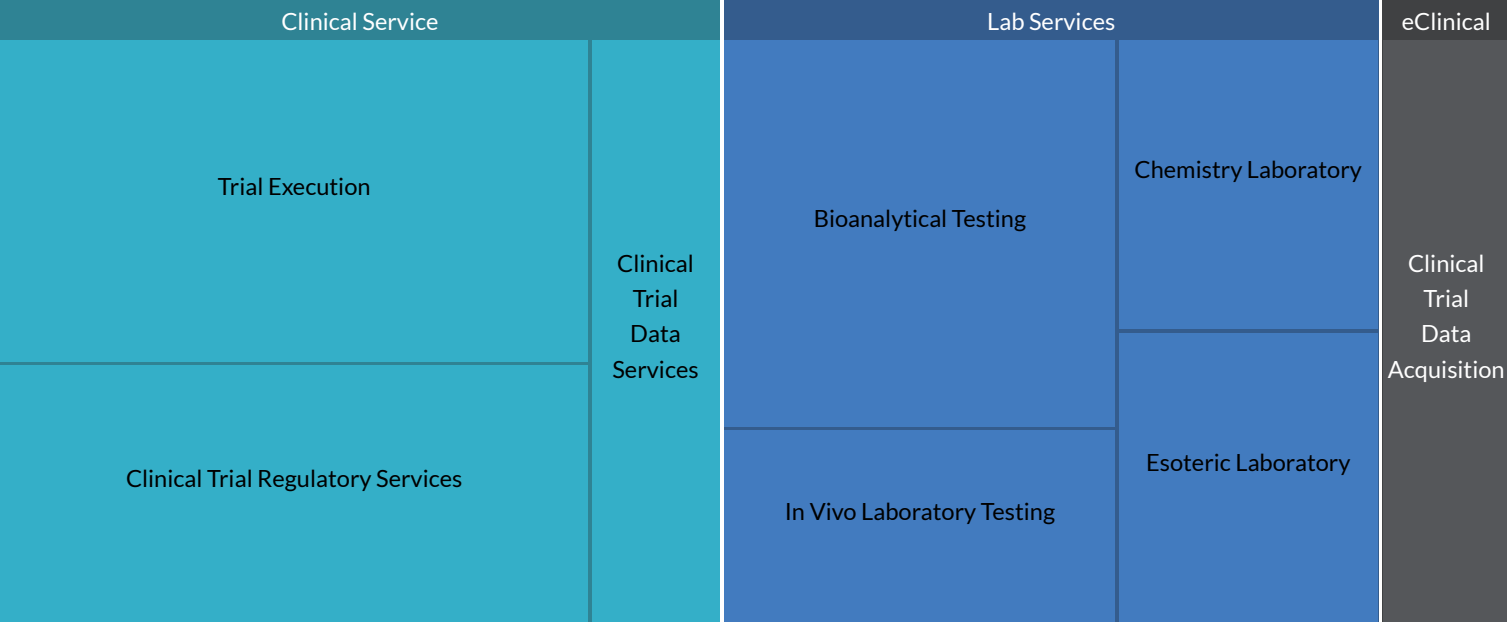 Clinical Service
Lab Services
eClinical
Trial Execution
Clinical Trial Regulatory Services
Clinical
Trial
Data
Services
Bioanalytical Testing
In Vivo Laboratory Testing
Chemistry Laboratory
Esoteric Laboratory
Clinical
Trial
Data
Acquisition